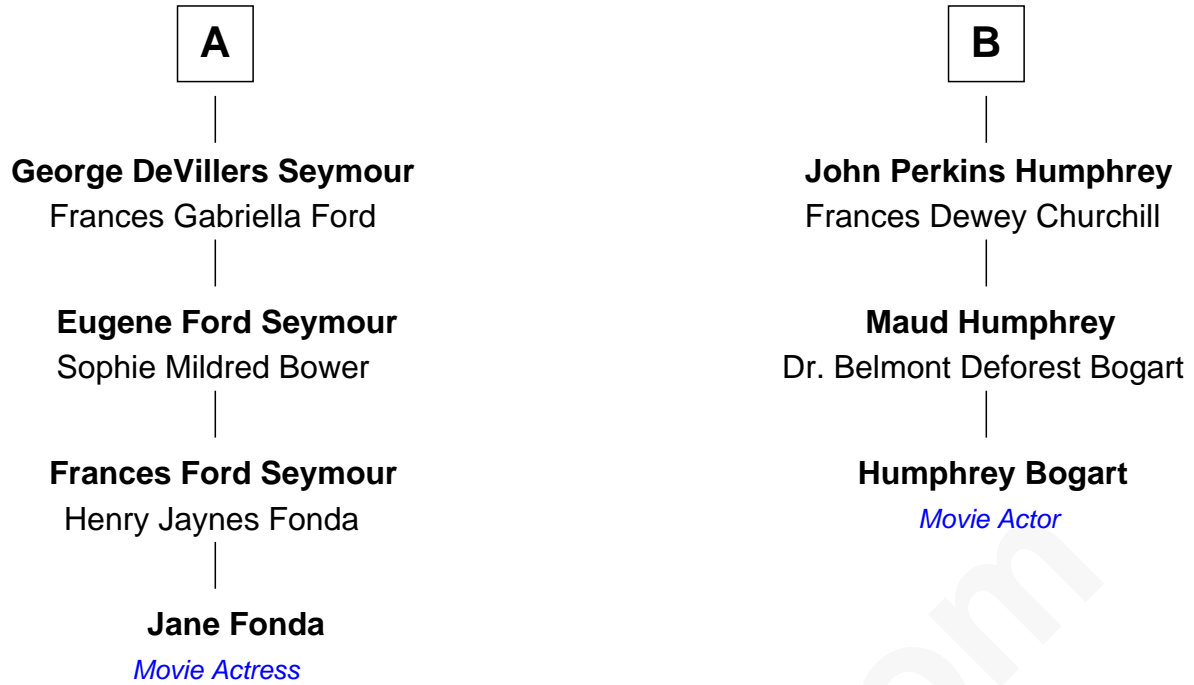 A
George DeVillers Seymour
Frances Gabriella Ford
Eugene Ford Seymour
Sophie Mildred Bower
Frances Ford Seymour
Henry Jaynes Fonda
Jane Fonda
Movie Actress
B
John Perkins Humphrey
Frances Dewey Churchill
Maud Humphrey
Dr. Belmont Deforest Bogart
Humphrey Bogart
Movie Actor
om